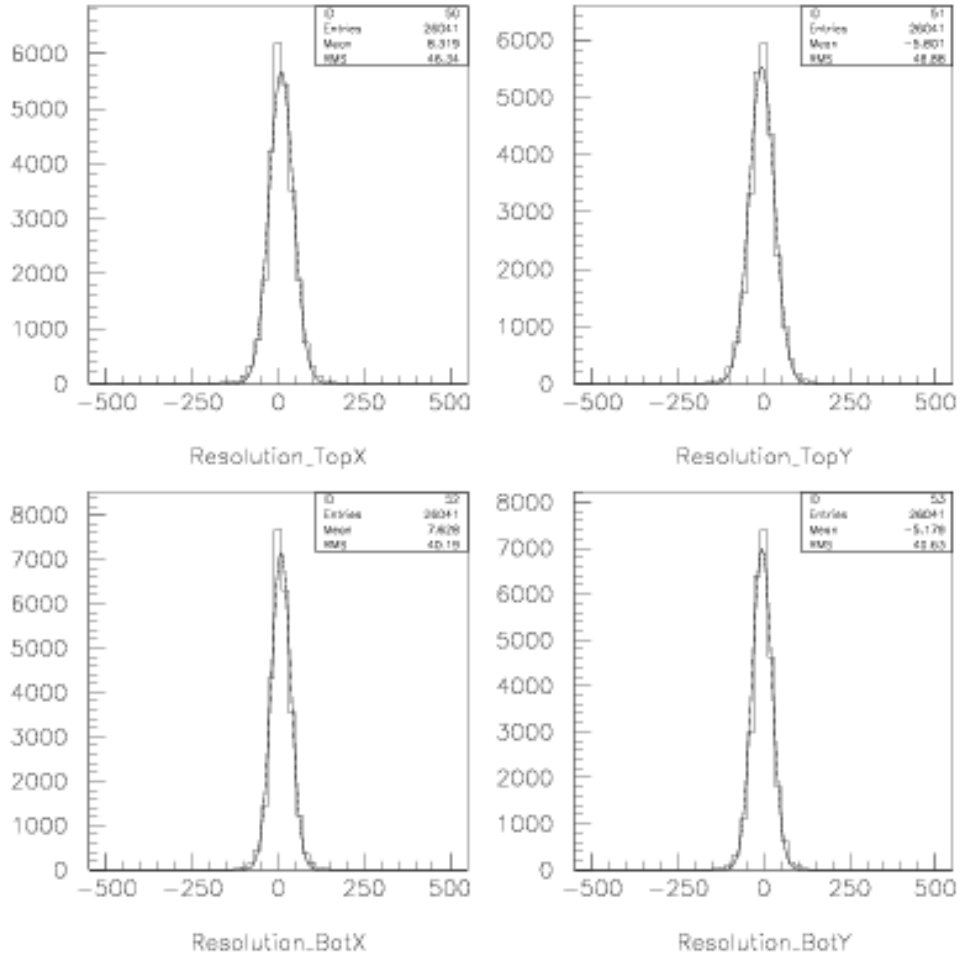 ID 50
Entries 26041
Mean 8.319
RMS 46.34
6000
5000
4000
3000
2000
1000
0
-500 -250 0 250 500
Resolution_TopX
ID 51
Entries 26041
Mean -5.801
RMS 48.88
6000
5000
4000
3000
2000
1000
0
-500 -250 0 250 500
Resolution_TopY
ID 52
Entries 26041
Mean 7.628
RMS 40.19
8000
7000
6000
5000
4000
3000
2000
1000
0
-500 -250 0 250 500
Resolution_BotX
ID 53
Entries 26041
Mean -5.178
RMS 40.63
8000
7000
6000
5000
4000
3000
2000
1000
0
-500 -250 0 250 500
Resolution_BotY